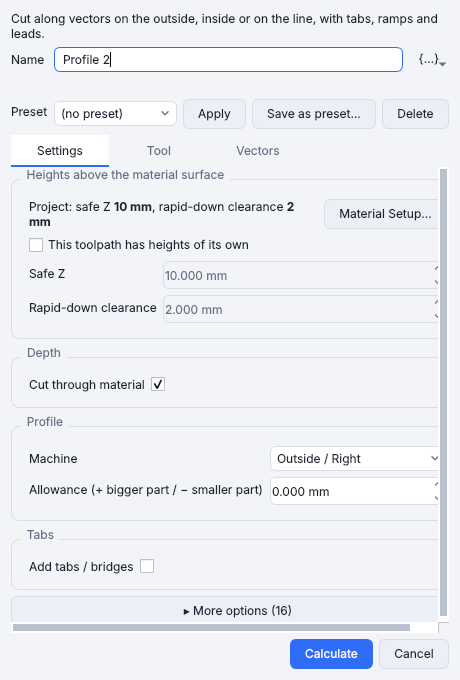 Cut along vectors on the outside, inside or on the line, with tabs, ramps and
leads.
Name Profile 2 {...}
Preset (no preset) Apply Save as preset... Delete
Settings Tool Vectors
Heights above the material surface
Project: safe Z 10 mm, rapid-down clearance 2
mm
Material Setup...
This toolpath has heights of its own
Safe Z 10.000 mm
Rapid-down clearance 2.000 mm
Depth
Cut through material
Profile
Machine Outside / Right
Allowance (+ bigger part / − smaller part) 0.000 mm
Tabs
Add tabs / bridges
▸ More options (16)
Calculate Cancel